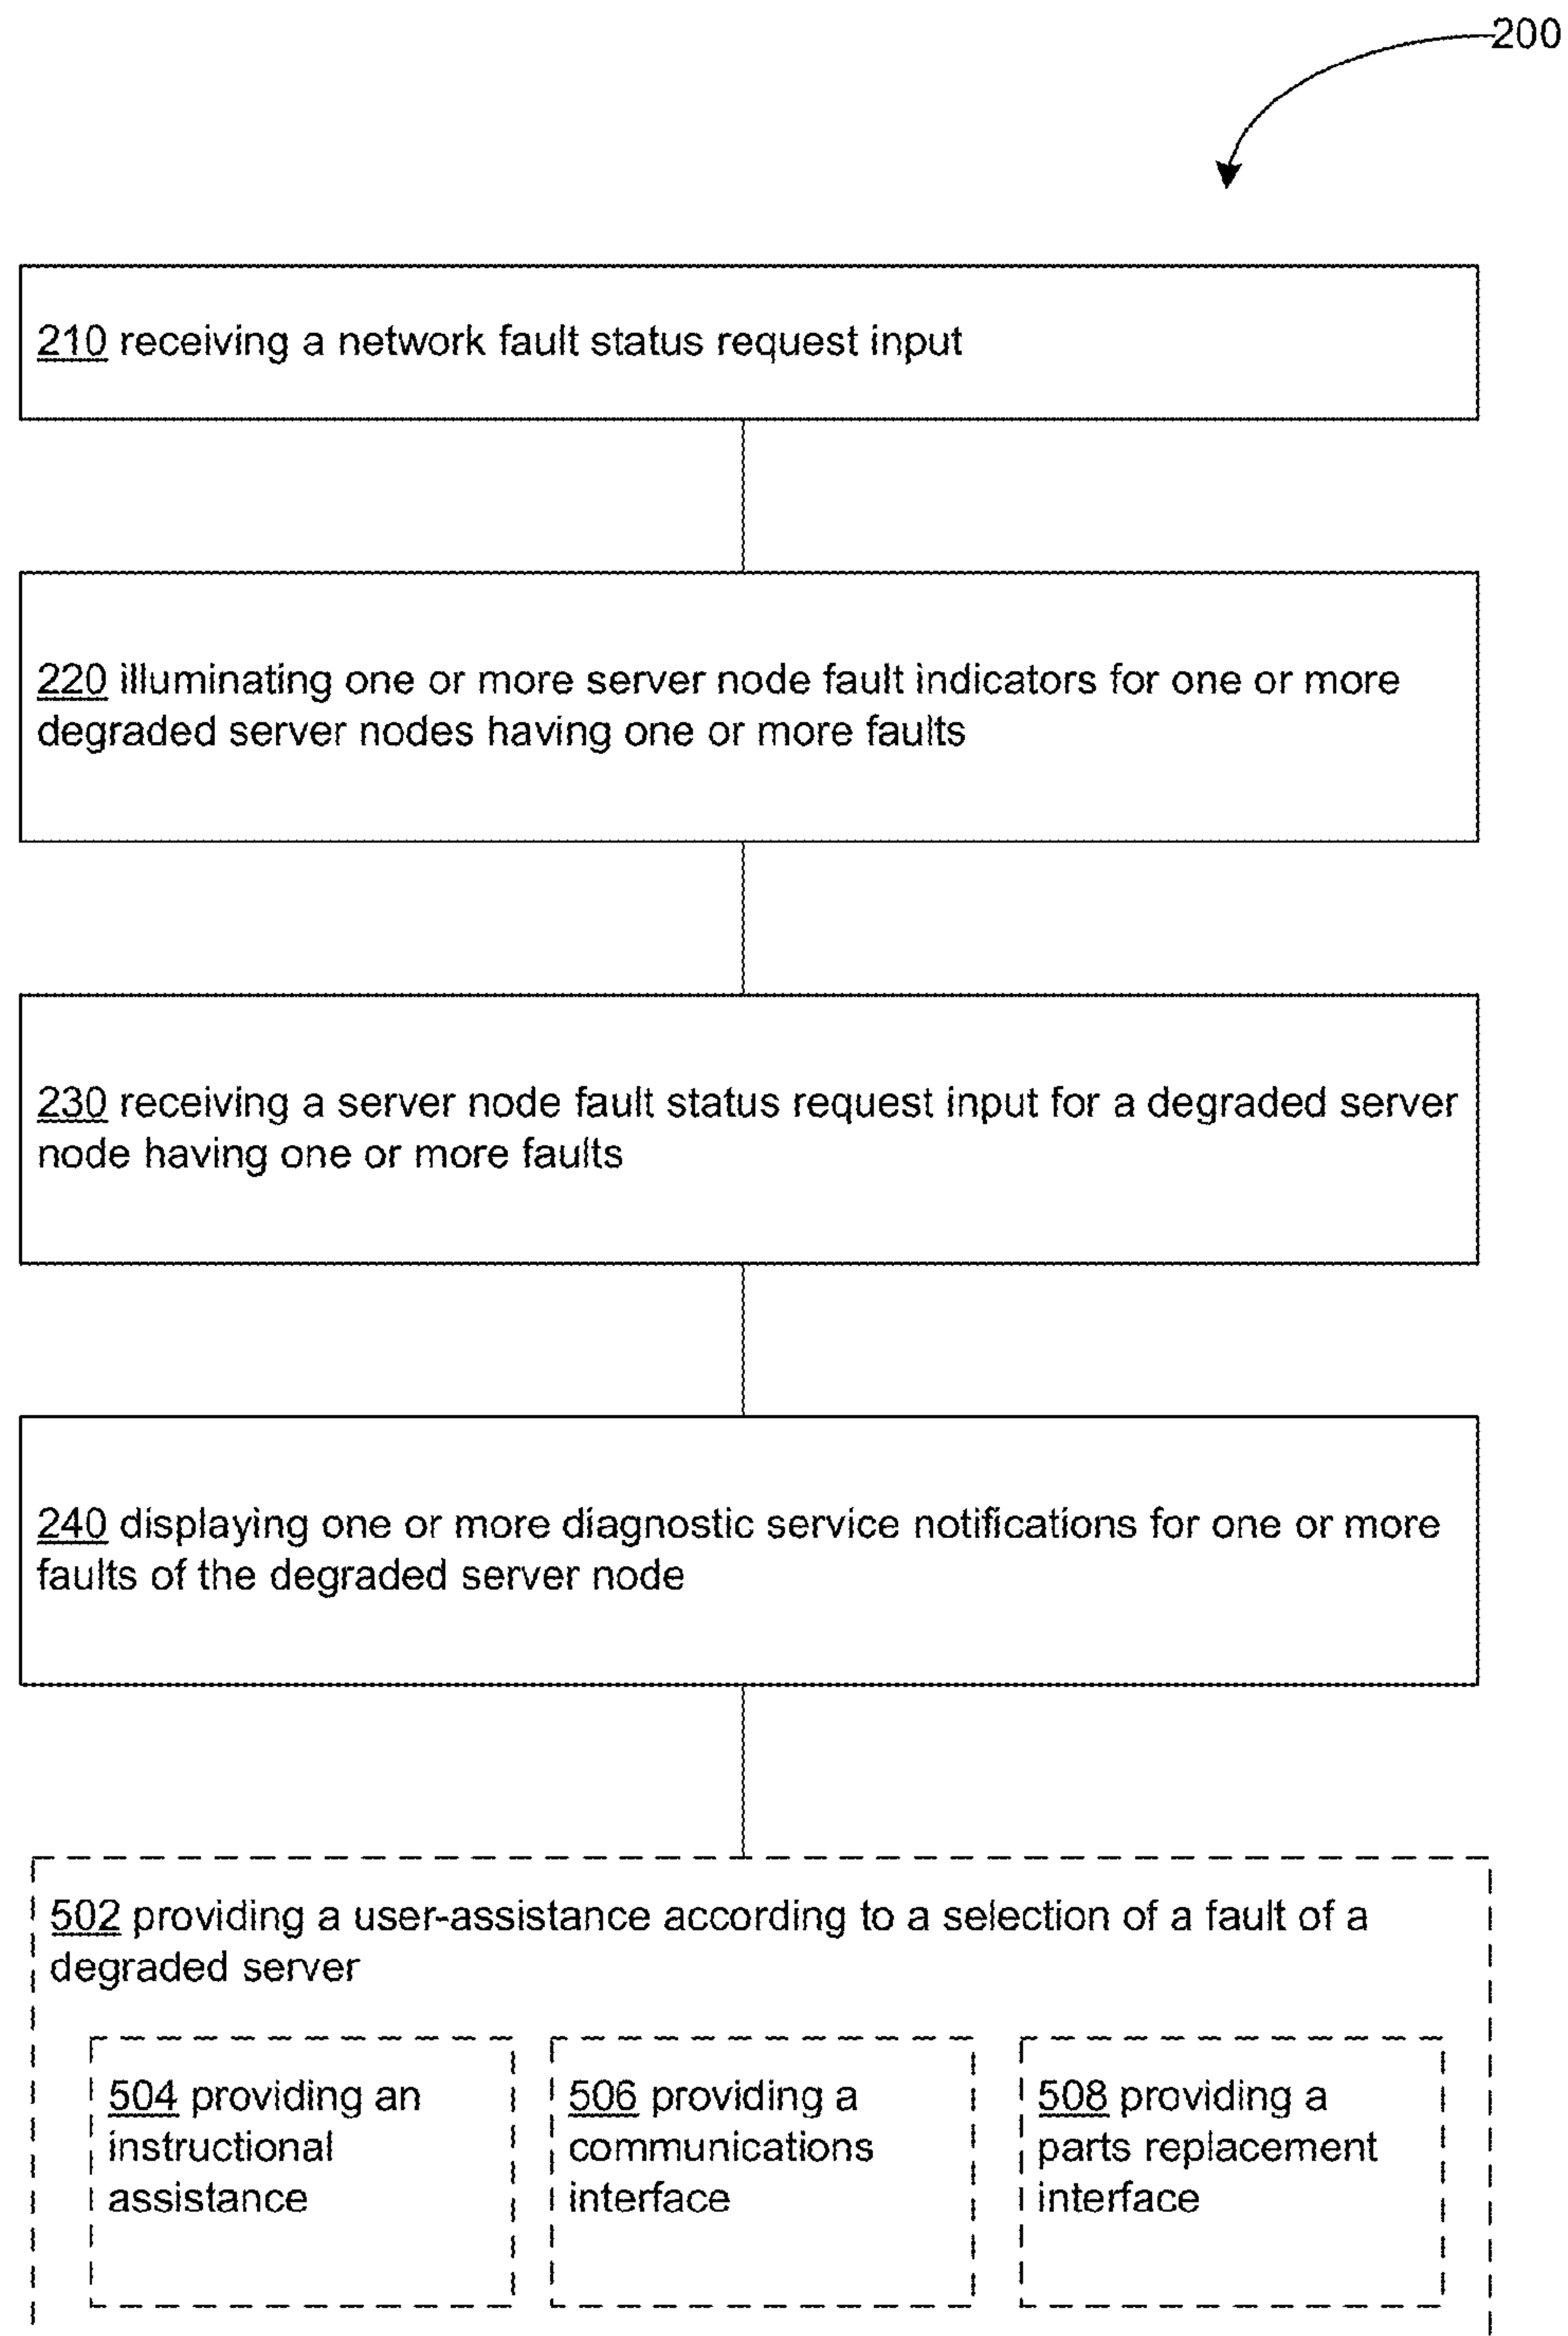 200
210 receiving a network fault status request input
220 illuminating one or more server node fault indicators for one or more
degraded server nodes having one or more faults
230 receiving a server node fault status request input for a degraded server
node having one or more faults
240 displaying one or more diagnostic service notifications for one or more
faults of the degraded server node
502 providing a user-assistance according to a selection of a fault of a
degraded server
504 providing an
instructional
assistance
506 providing a
communications
interface
508 providing a
parts replacement
interface